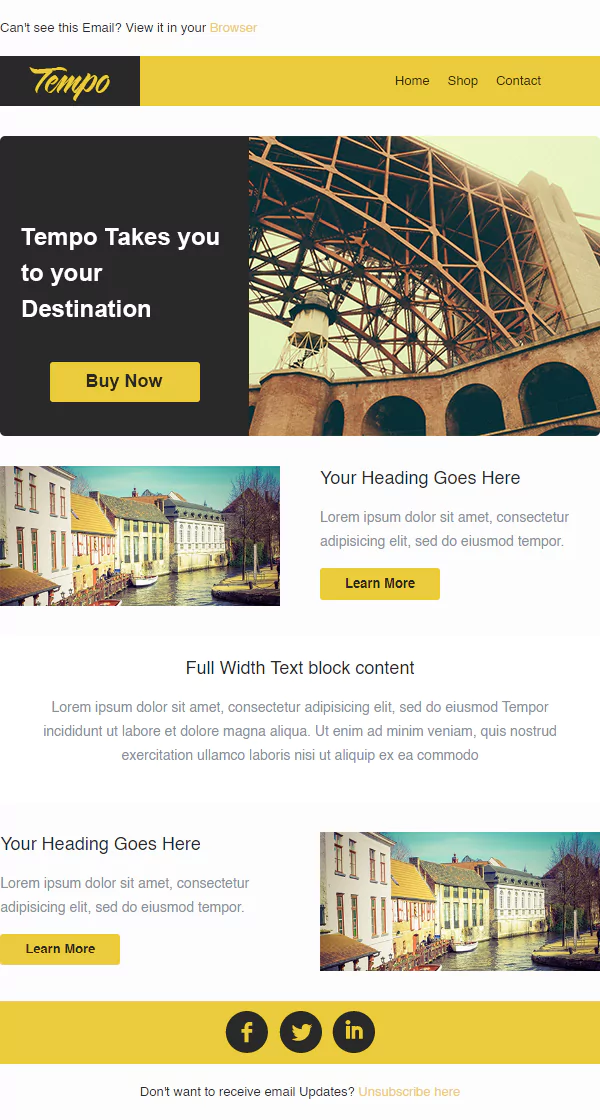 Can't see this Email? View it in your Browser
Tempo
Home Shop Contact
Tempo Takes you
to your
Destination
Buy Now
Your Heading Goes Here
Lorem ipsum dolor sit amet, consectetur
adipisicing elit, sed do eiusmod tempor.
Learn More
Full Width Text block content
Lorem ipsum dolor sit amet, consectetur adipisicing elit, sed do eiusmod Tempor
incididunt ut labore et dolore magna aliqua. Ut enim ad minim veniam, quis nostrud
exercitation ullamco laboris nisi ut aliquip ex ea commodo
Your Heading Goes Here
Lorem ipsum dolor sit amet, consectetur
adipisicing elit, sed do eiusmod tempor.
Learn More
f
in
Don't want to receive email Updates? Unsubscribe here